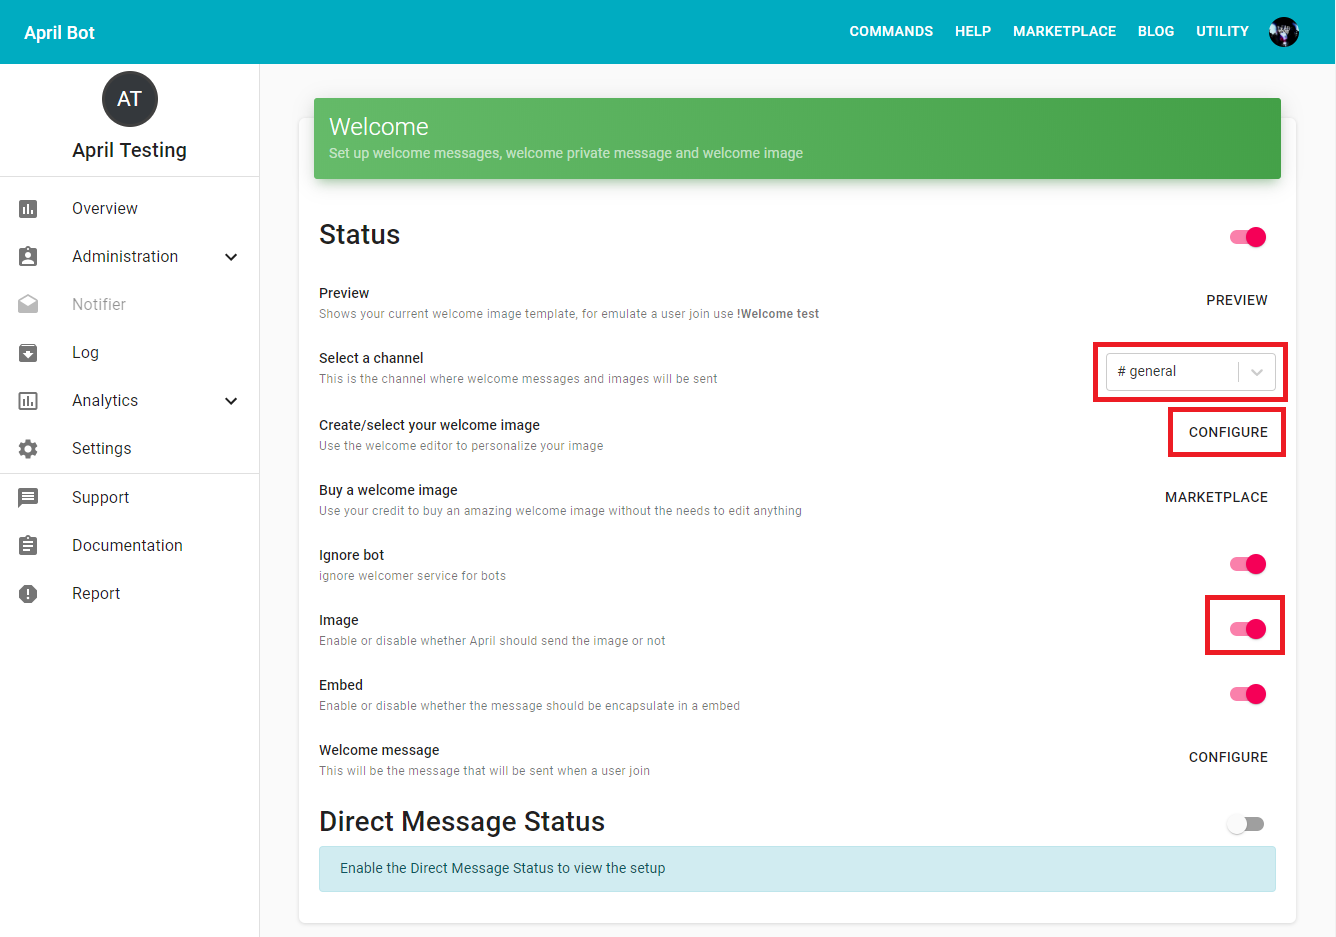 April Bot
COMMANDS HELP MARKETPLACE BLOG UTILITY
AT
April Testing
Overview
Administration
Notifier
Log
Analytics
Settings
Support
Documentation
Report
Welcome
Set up welcome messages, welcome private message and welcome image
Status
Preview
Shows your current welcome image template, for emulate a user join use !Welcome test
PREVIEW
Select a channel
This is the channel where welcome messages and images will be sent
# general
Create/select your welcome image
Use the welcome editor to personalize your image
CONFIGURE
Buy a welcome image
Use your credit to buy an amazing welcome image without the needs to edit anything
MARKETPLACE
Ignore bot
ignore welcomer service for bots
Image
Enable or disable whether April should send the image or not
Embed
Enable or disable whether the message should be encapsulate in a embed
Welcome message
This will be the message that will be sent when a user join
CONFIGURE
Direct Message Status
Enable the Direct Message Status to view the setup